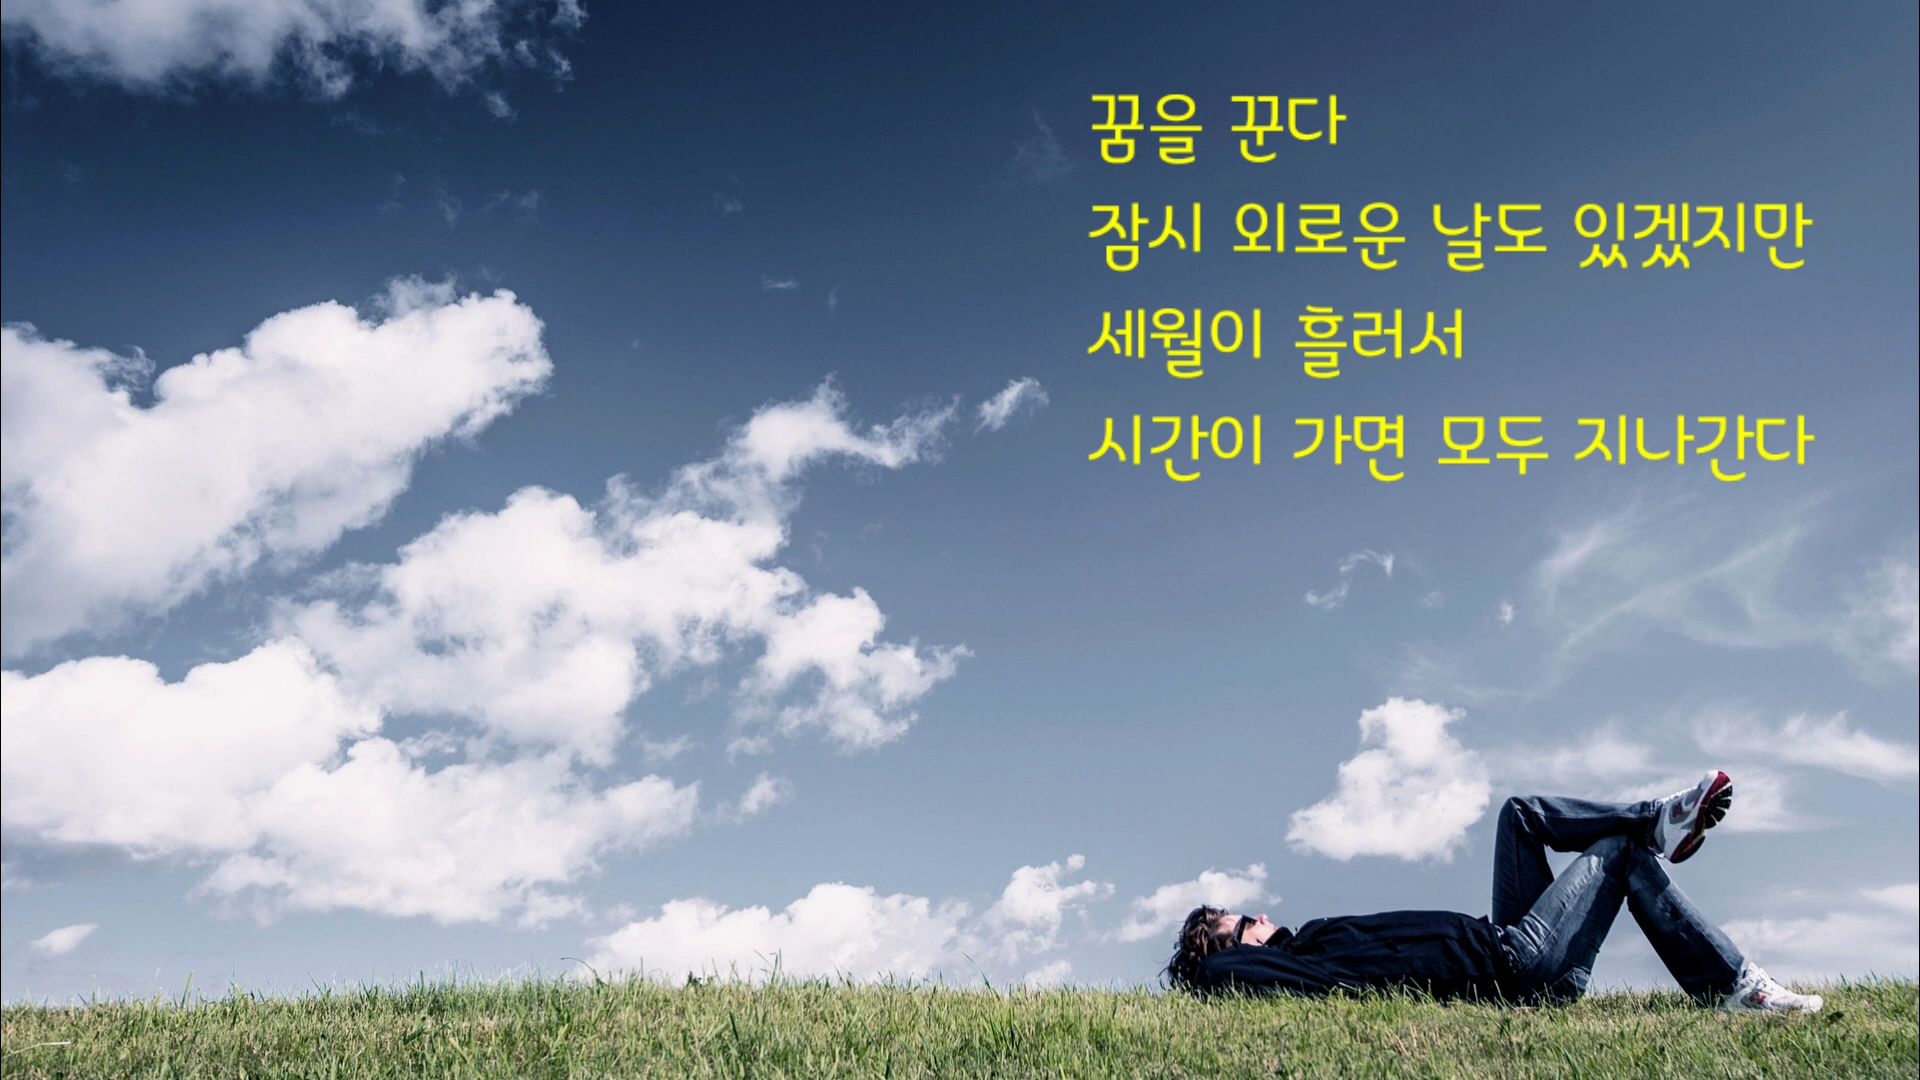 꿈을 꾼다
잠시 외로운 날도 있겠지만
세월이 흘러서
시간이 가면 모두 지나간다